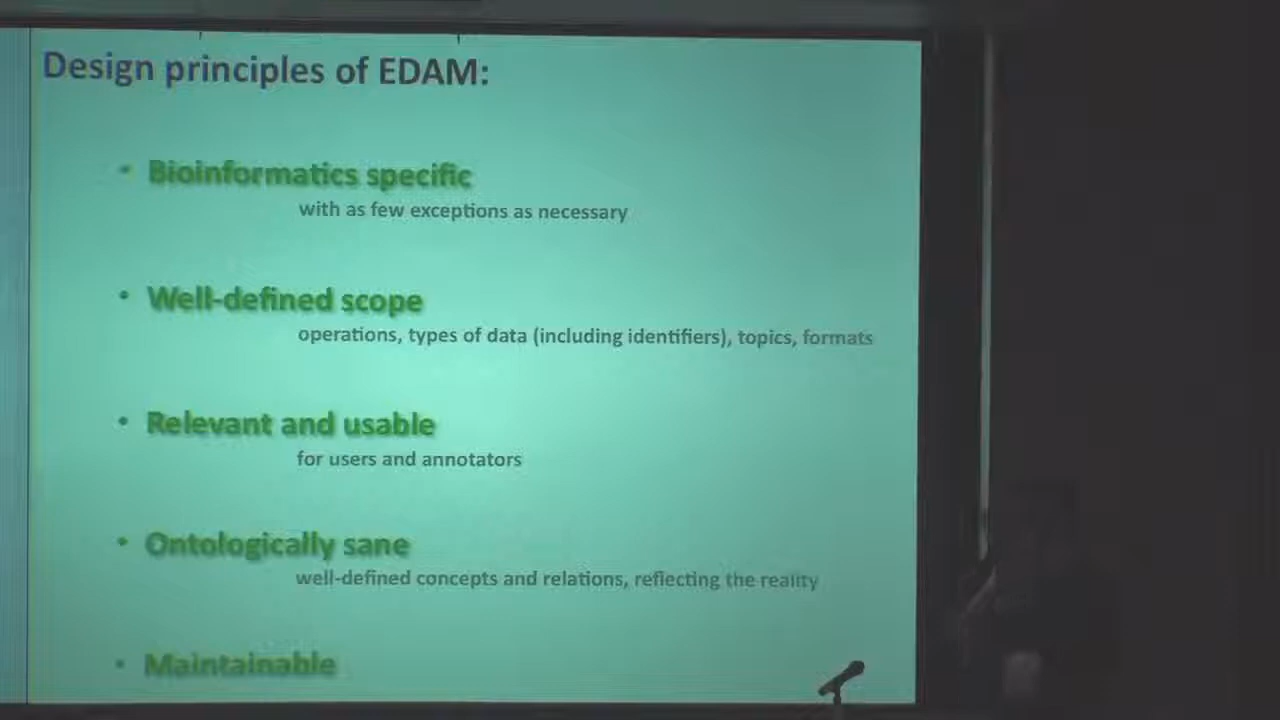 Design principles of EDAM:
• Bioinformatics specific
with as few exceptions as necessary
• Well-defined scope
operations, types of data (including identifiers), topics, formats
• Relevant and usable
for users and annotators
• Ontologically sane
well-defined concepts and relations, reflecting the reality
• Maintainable